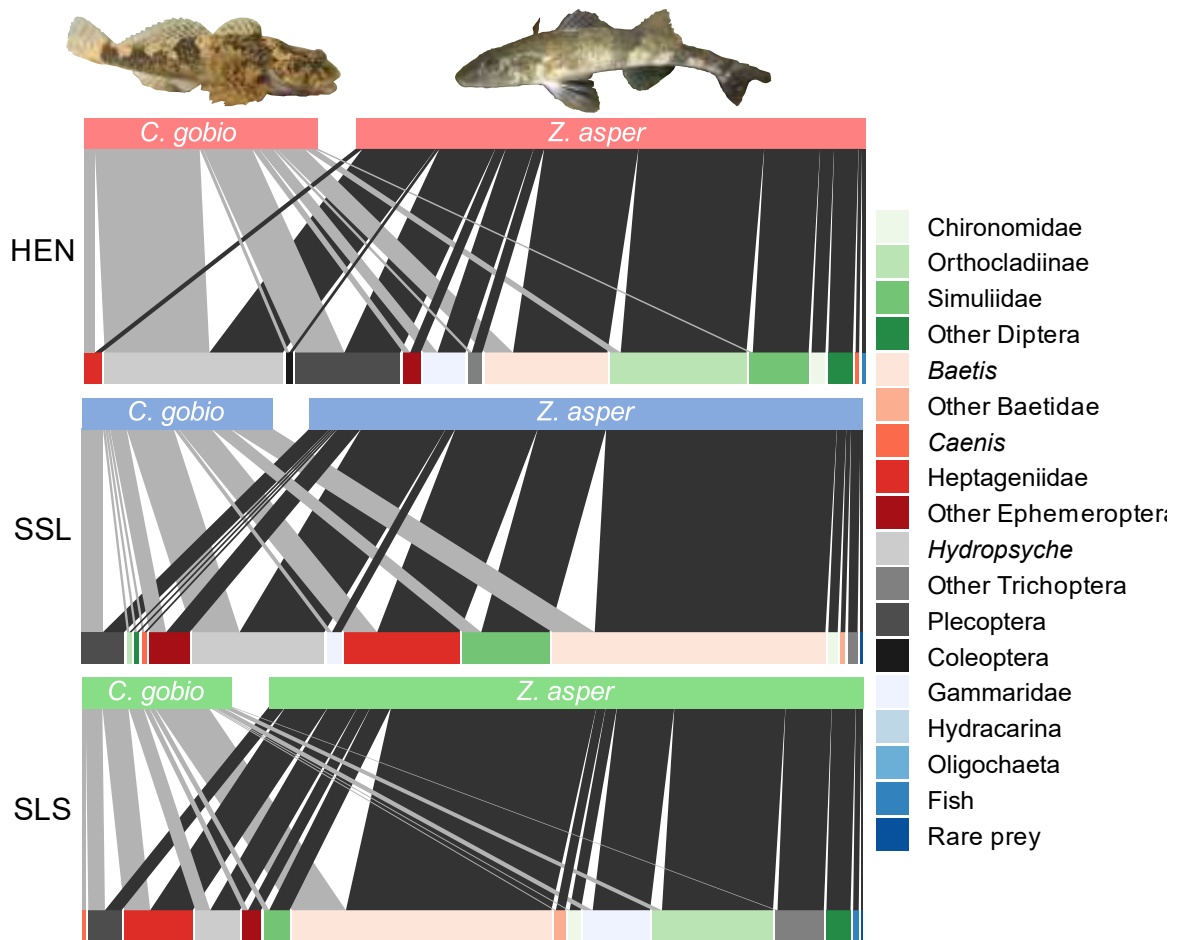 C. gobio
Z. asper
HEN
Chironomidae
Orthocladiinae
Simuliidae
Other Diptera
Baetis
Other Baetidae
Caenis
Heptageniidae
Other Ephemeroptera
Hydropsyche
Other Trichoptera
Plecoptera
Coleoptera
Gammaridae
Hydracarina
Oligochaeta
Fish
Rare prey
C. gobio
Z. asper
SSL
C. gobio
Z. asper
SLS